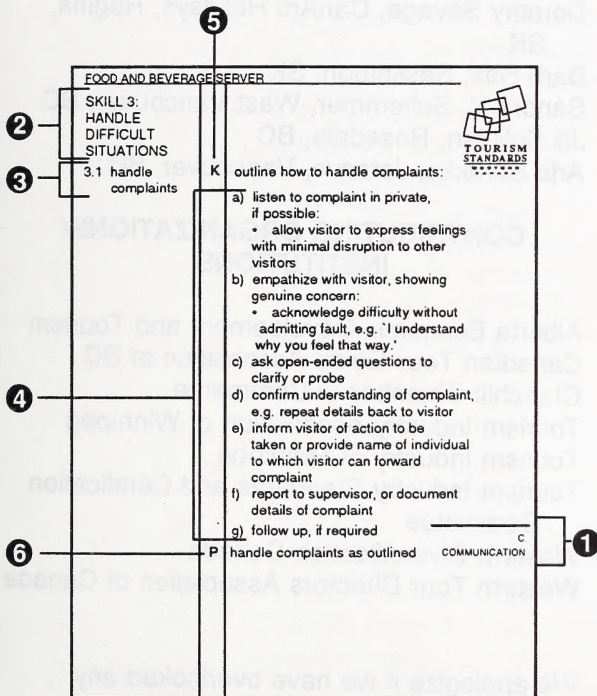 5
FOOD AND BEVERAGE SERVER
2
SKILL 3:
HANDLE
DIFFICULT
SITUATIONS
TOURISM
STANDARDS
3
3.1 handle
complaints
K outline how to handle complaints:
a) listen to complaint in private,
if possible:
• allow visitor to express feelings
with minimal disruption to other
visitors
b) empathize with visitor, showing
genuine concern:
• acknowledge difficulty without
admitting fault, e.g. 'I understand
why you feel that way.'
c) ask open-ended questions to
clarify or probe
4
d) confirm understanding of complaint,
e.g. repeat details back to visitor
e) inform visitor of action to be
taken or provide name of individual
to which visitor can forward
complaint
f) report to supervisor, or document
details of complaint
g) follow up, if required
C
1
6
P handle complaints as outlined
COMMUNICATION